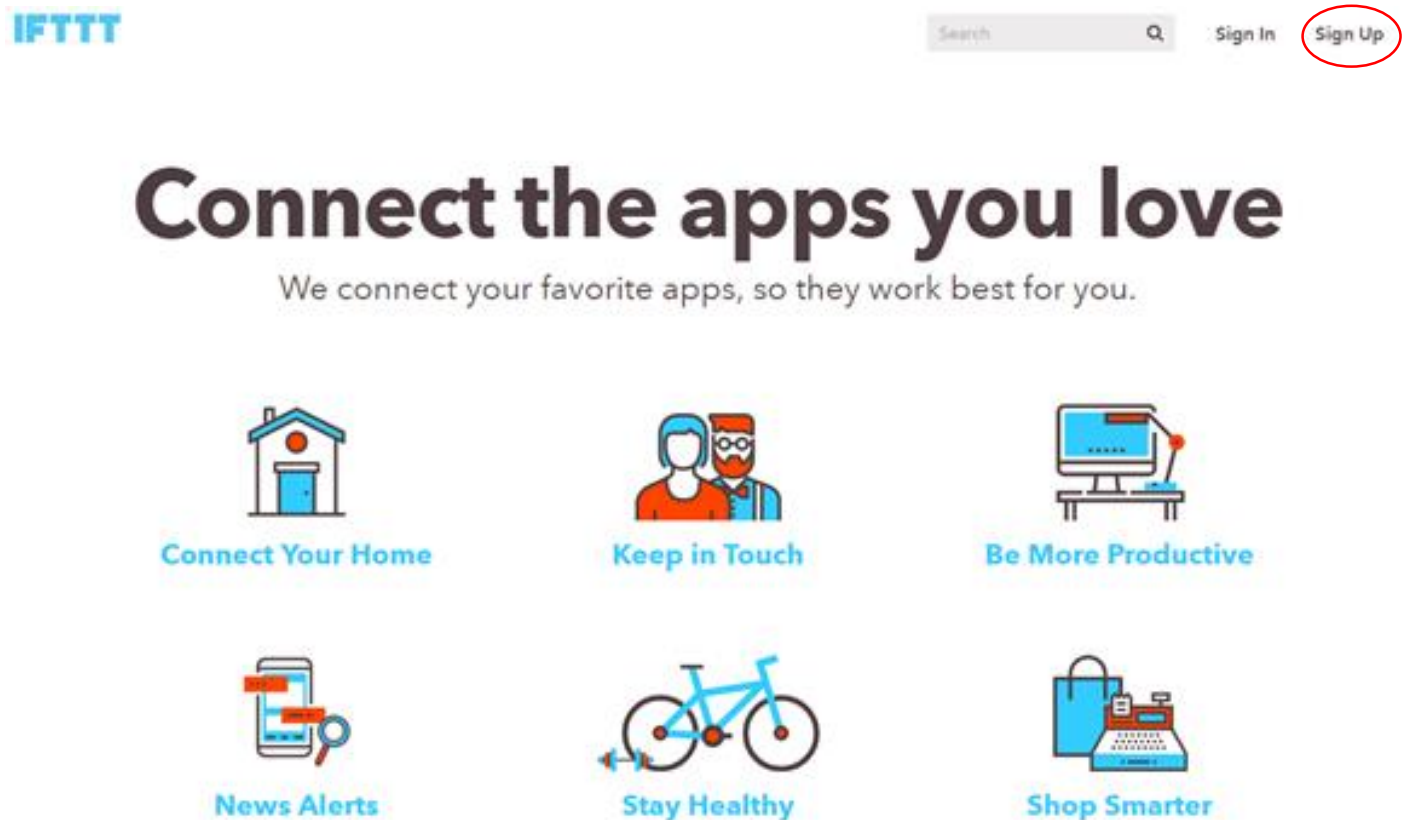 IFTTT
Search
Sign In
Sign Up
Connect the apps you love
We connect your favorite apps, so they work best for you.
Connect Your Home
Keep in Touch
Be More Productive
News Alerts
Stay Healthy
Shop Smarter